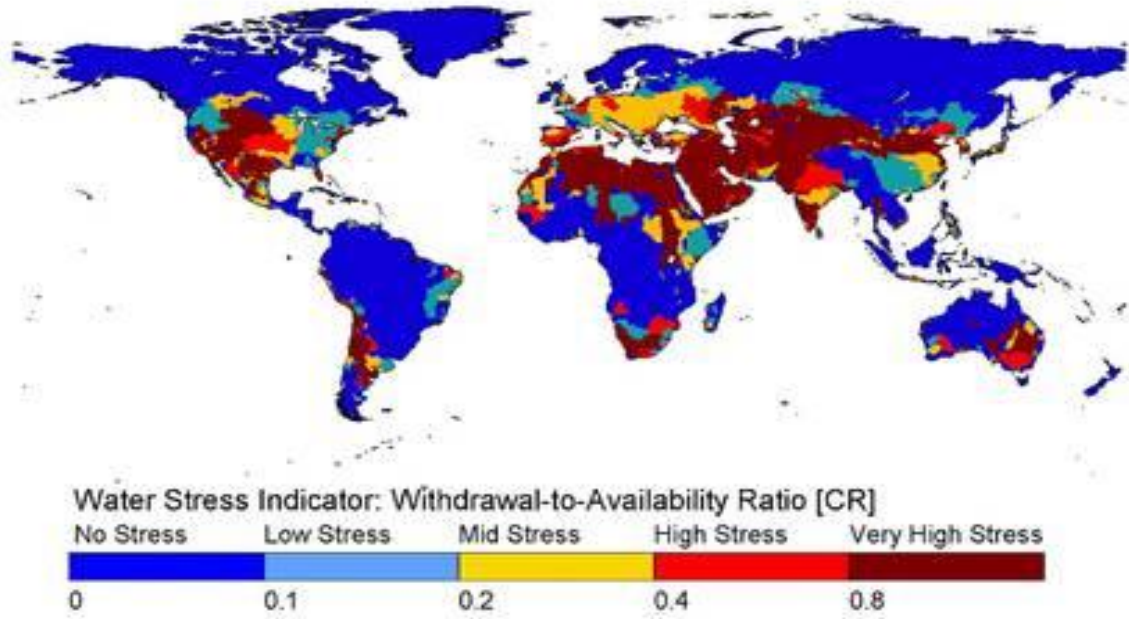 Water Stress Indicator: Withdrawal-to-Availability Ratio [CR]
No Stress Low Stress Mid Stress High Stress Very High Stress
0 0.1 0.2 0.4 0.8